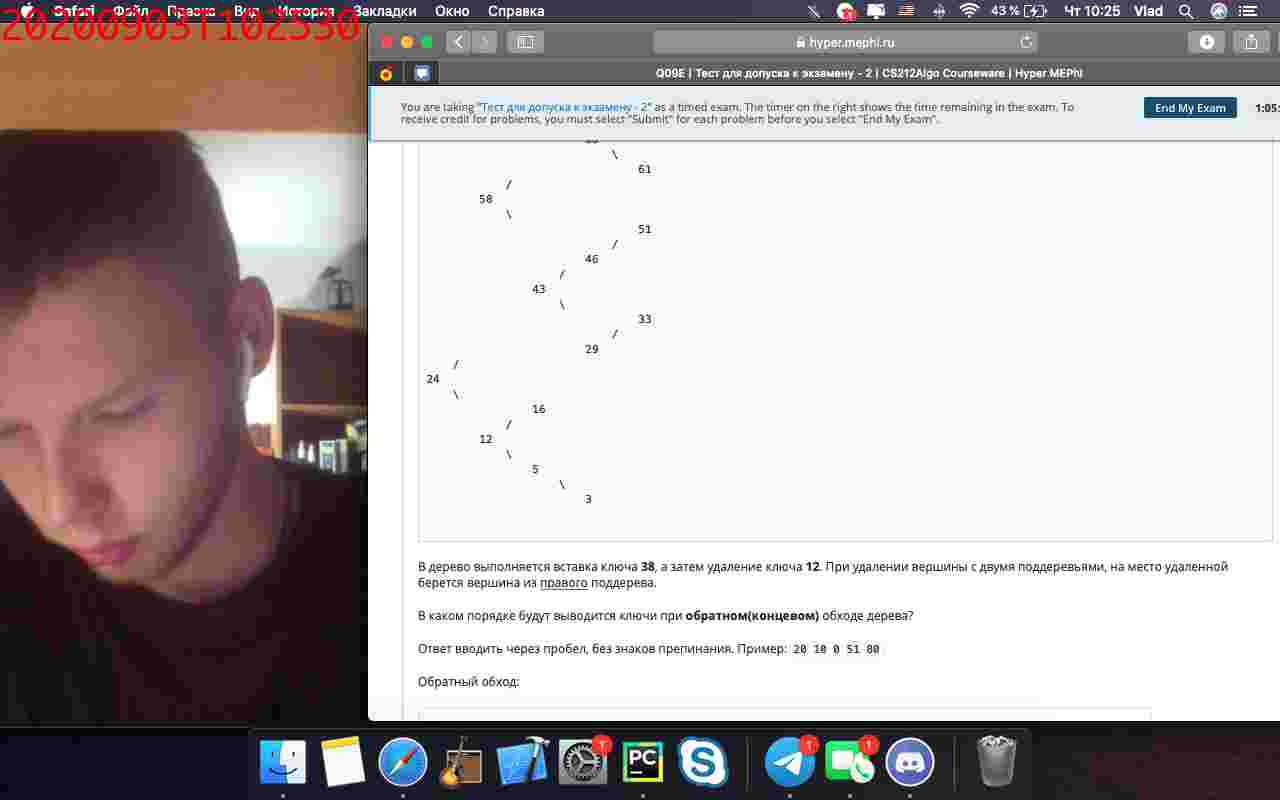 20200903T102530
Safari Файл Правка Вид История Закладки Окно Справка 43 % Чт 10:25 Vlad
hyper.mephi.ru
Q09E | Тест для допуска к экзамену - 2 | CS212Algo Courseware | Hyper.MEPhI
You are taking "Тест для допуска к экзамену - 2" as a timed exam. The timer on the right shows the time remaining in the exam. To
receive credit for problems, you must select "Submit" for each problem before you select "End My Exam".
End My Exam
1:05:
\
61
/
58
\
51
/
46
/
43
\
33
/
29
/
24
\
16
/
12
\
5
\
3
В дерево выполняется вставка ключа 38, а затем удаление ключа 12. При удалении вершины с двумя поддеревьями, на место удаленной
берется вершина из правого поддерева.
В каком порядке будут выводится ключи при обратном(концевом) обходе дерева?
Ответ вводить через пробел, без знаков препинания. Пример: 20 10 0 51 80
Обратный обход:
1
1
1
PC